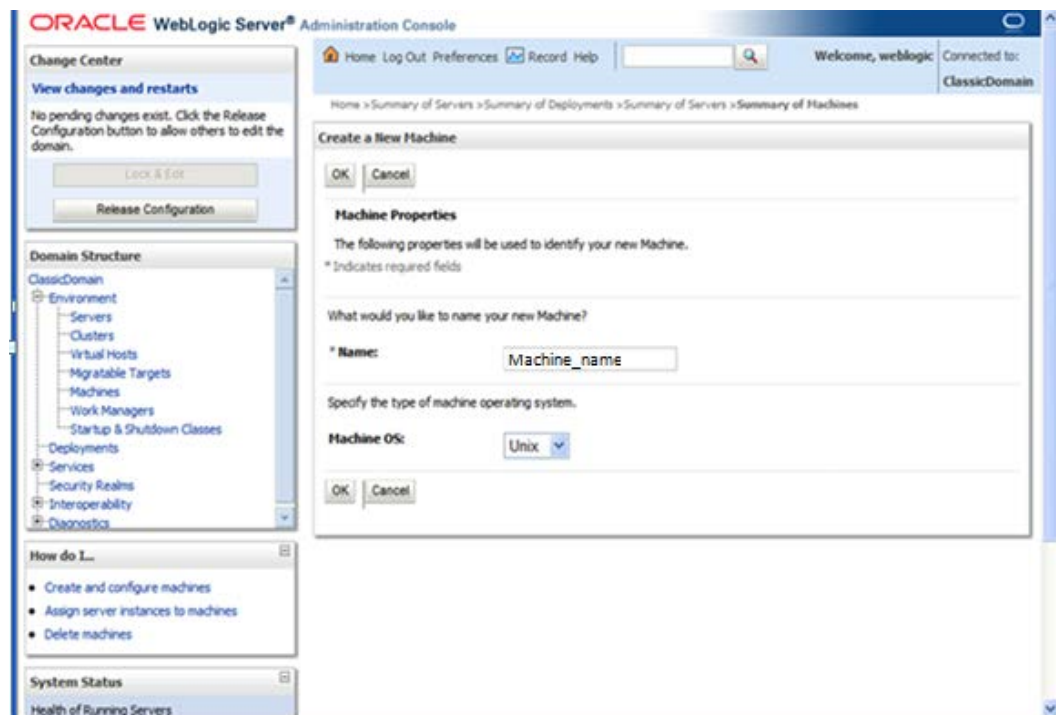 ORACLE WebLogic Server® Administration Console
Change Center
View changes and restarts
No pending changes exist. Click the Release
Configuration button to allow others to edit the
domain.
Lock & Edit
Release Configuration
Domain Structure
ClassicDomain
Environment
Servers
Clusters
Virtual Hosts
Migratable Targets
Machines
Work Managers
Startup & Shutdown Classes
Deployments
Services
Security Realms
Interoperability
Diagnostics
How do I...
Create and configure machines
Assign server instances to machines
Delete machines
System Status
Health of Running Servers
Home Log Out Preferences Record Help
Welcome, weblogic
Connected to:
ClassicDomain
Home >Summary of Servers >Summary of Deployments >Summary of Servers >Summary of Machines
Create a New Machine
OK Cancel
Machine Properties
The following properties will be used to identify your new Machine.
* Indicates required fields
What would you like to name your new Machine?
* Name: Machine_name
Specify the type of machine operating system.
Machine OS: Unix
OK Cancel